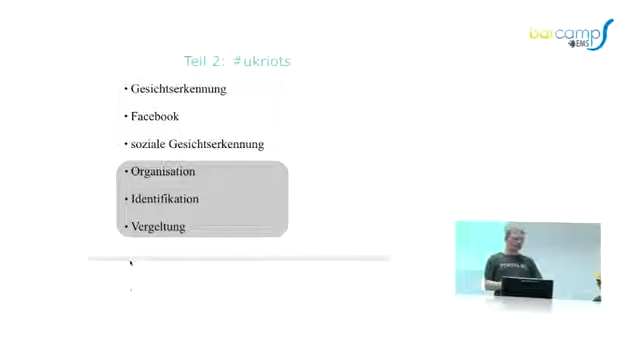 barcamp
@EMS
Teil 2: #ukriots
• Gesichtserkennung
• Facebook
• soziale Gesichtserkennung
• Organisation
• Identifikation
• Vergeltung